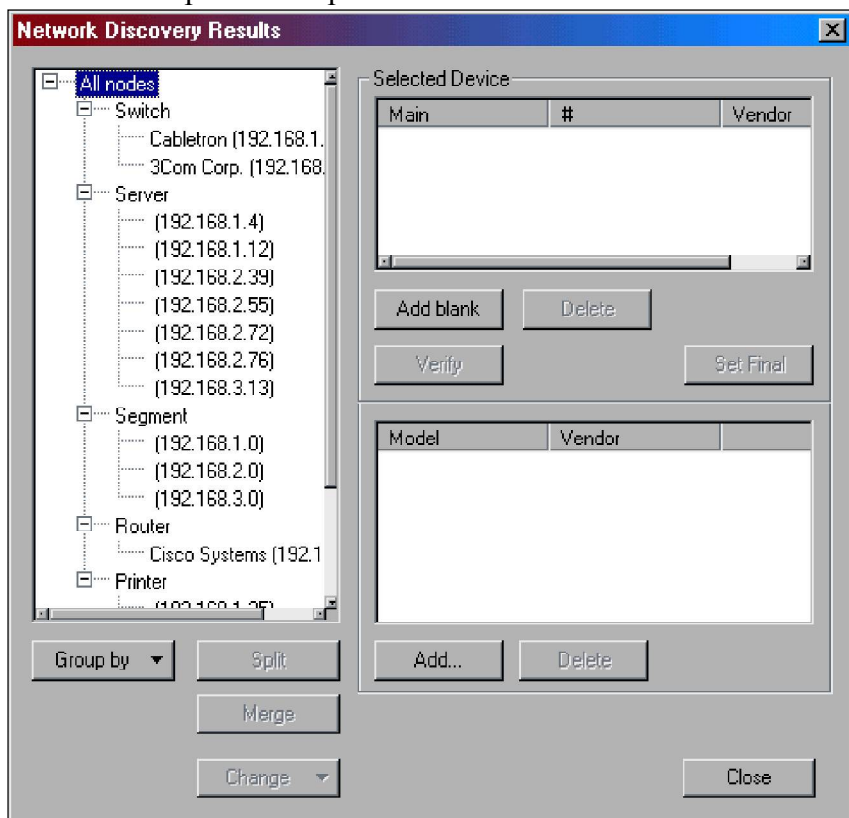 Network Discovery Results
All nodes
Switch
Cabletron (192.168.1.
3Com Corp. (192.168.
Server
(192.168.1.4)
(192.168.1.12)
(192.168.2.39)
(192.168.2.55)
(192.168.2.72)
(192.168.2.76)
(192.168.3.13)
Segment
(192.168.1.0)
(192.168.2.0)
(192.168.3.0)
Router
Cisco Systems (192.1
Printer
Group by
Split
Merge
Change
Selected Device
Main # Vendor
Add blank Delete
Verify Set Final
Model Vendor
Add... Delete
Close